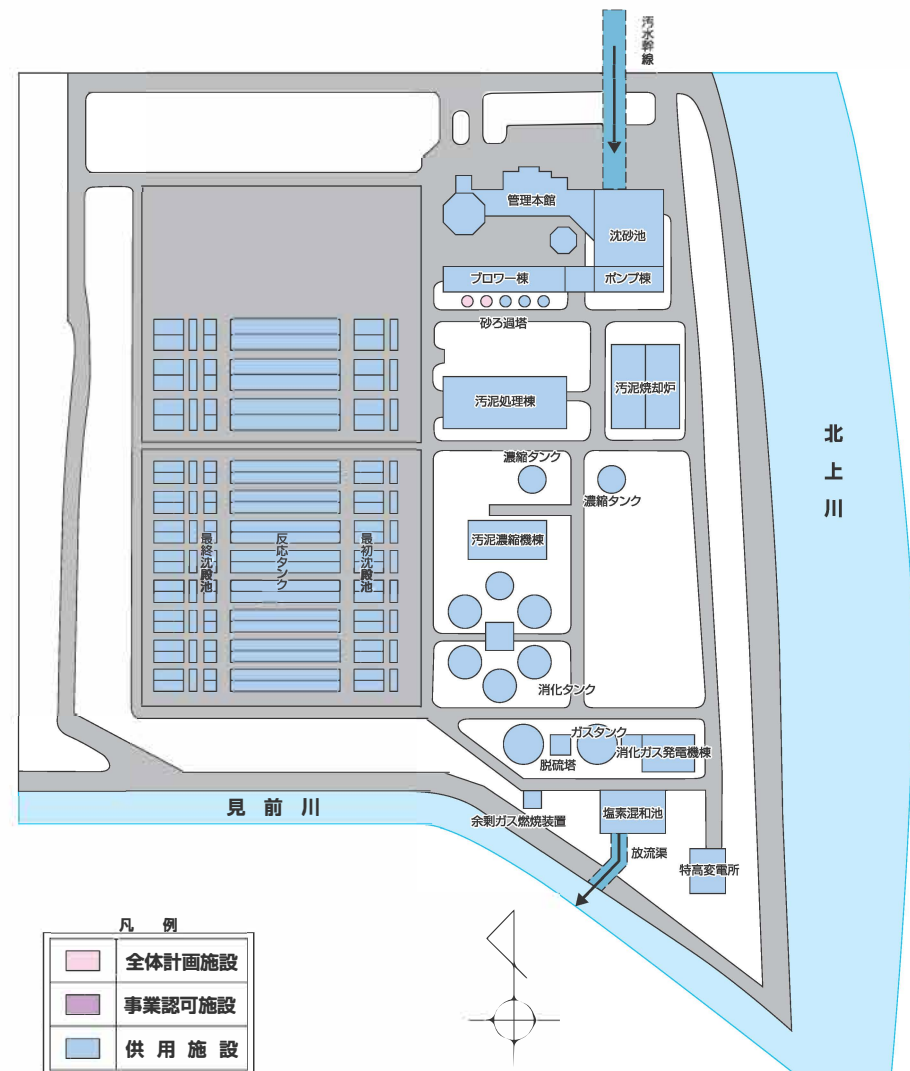 汚水幹線
管理本館
沈砂池
ブロワー棟
ポンプ棟
砂ろ過塔
汚泥処理棟
汚泥焼却炉
北上川
濃縮タンク
濃縮タンク
汚泥濃縮機棟
最終沈殿池
反応タンク
最初沈殿池
消化タンク
ガスタンク
脱硫塔
消化ガス発電機棟
見前川
余剰ガス燃焼装置
塩素混和池
放流渠
特高変電所
凡例
全体計画施設
事業認可施設
供用施設